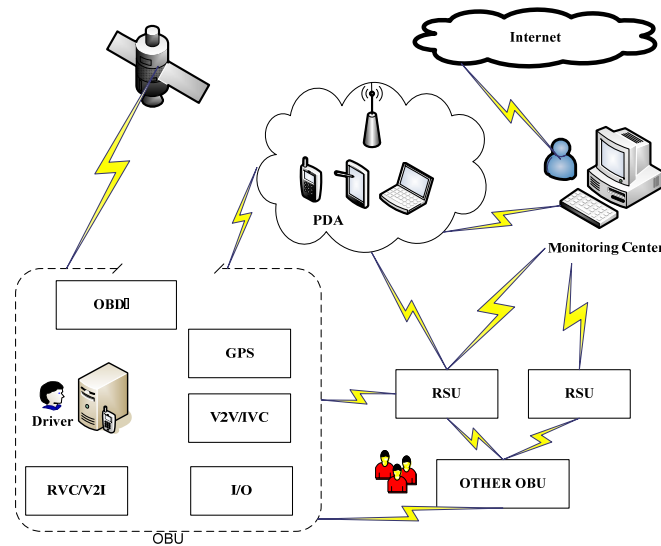 Internet
PDA
Monitoring Center
OBD
GPS
RSU
RSU
Driver
V2V/IVC
RVC/V2I
I/O
OTHER OBU
OBU